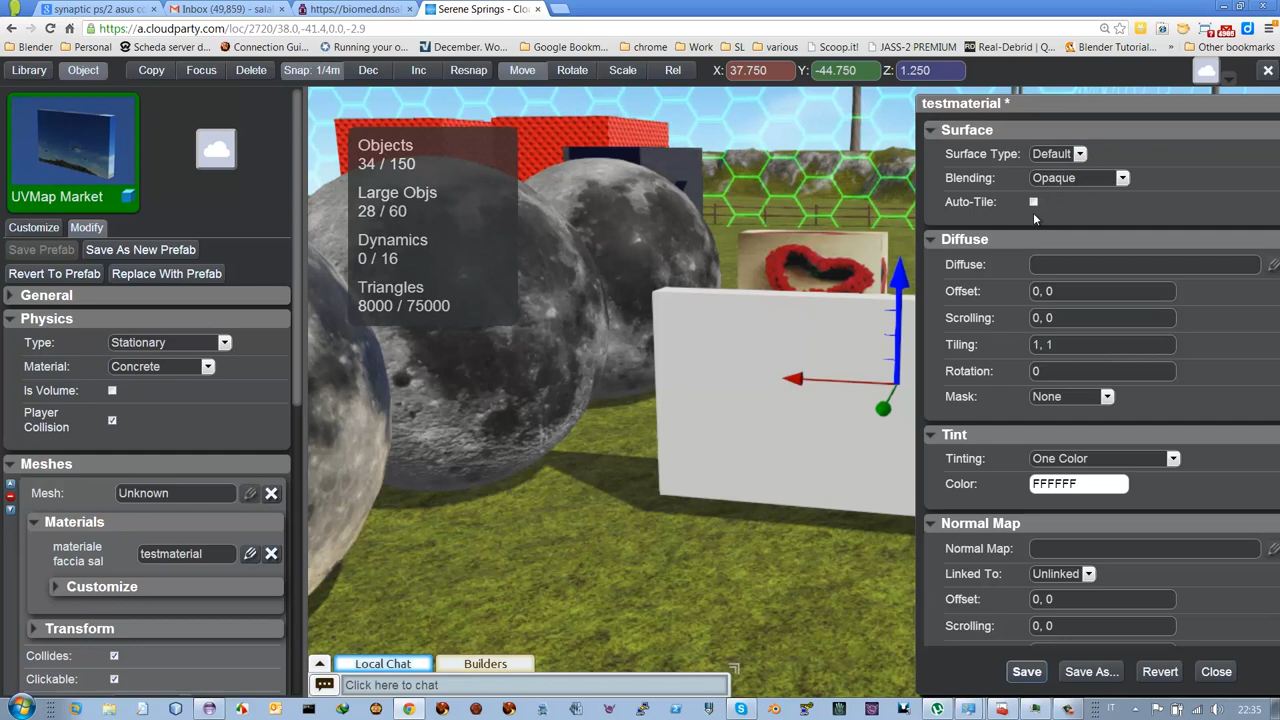 synaptic ps/2 asus co
Inbox (49,859) - sala
https://biomed.dnsal
Serene Springs - Clou
https://a.cloudparty.com/loc/2720/38.0,-41.4,0.0,-2.9
Blender
Personal
Scheda server di...
Connection Gui...
Running your o...
December. Wo...
Google Bookm...
chrome
Work
SL
various
Scoop.it!
JASS-2 PREMIUM
Real-Debrid | Q...
Blender Tutorial...
Other bookmarks
Library
Object
Copy
Focus
Delete
Snap: 1/4m
Dec
Inc
Resnap
Move
Rotate
Scale
Rel
X: 37.750
Y: -44.750
Z: 1.250
UVMap Market
Customize
Modify
Save Prefab
Save As New Prefab
Revert To Prefab
Replace With Prefab
General
Physics
Type: Stationary
Material: Concrete
Is Volume:
Player
Collision
Meshes
Mesh: Unknown
Materials
materiale
faccia sal
testmaterial
Customize
Transform
Collides:
Clickable:
Objects
34 / 150
Large Objs
28 / 60
Dynamics
0 / 16
Triangles
8000 / 75000
Local Chat
Builders
Click here to chat
testmaterial *
Surface
Surface Type: Default
Blending: Opaque
Auto-Tile:
Diffuse
Diffuse:
Offset: 0, 0
Scrolling: 0, 0
Tiling: 1, 1
Rotation: 0
Mask: None
Tint
Tinting: One Color
Color: FFFFFF
Normal Map
Normal Map:
Linked To: Unlinked
Offset: 0, 0
Scrolling: 0, 0
Save
Save As...
Revert
Close
IT
22:35